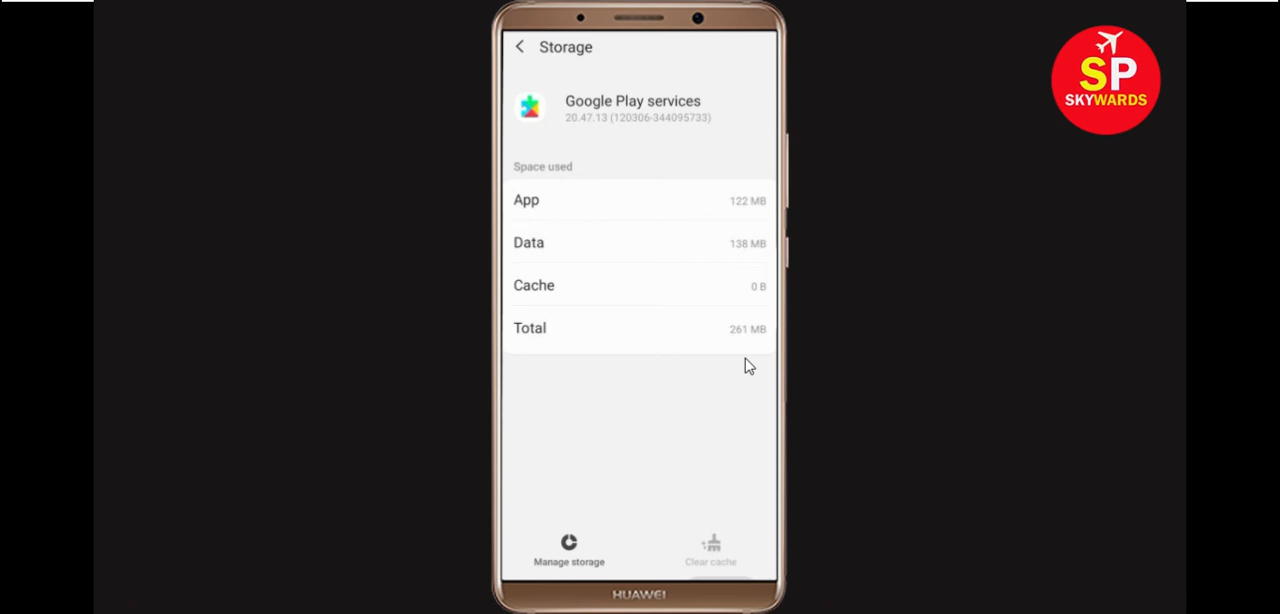 Storage
Google Play services
20.47.13 (120306-344095733)
Space used
App 122 MB
Data 138 MB
Cache 0 B
Total 261 MB
Manage storage Clear cache
HUAWEI
SP
SKYWARDS